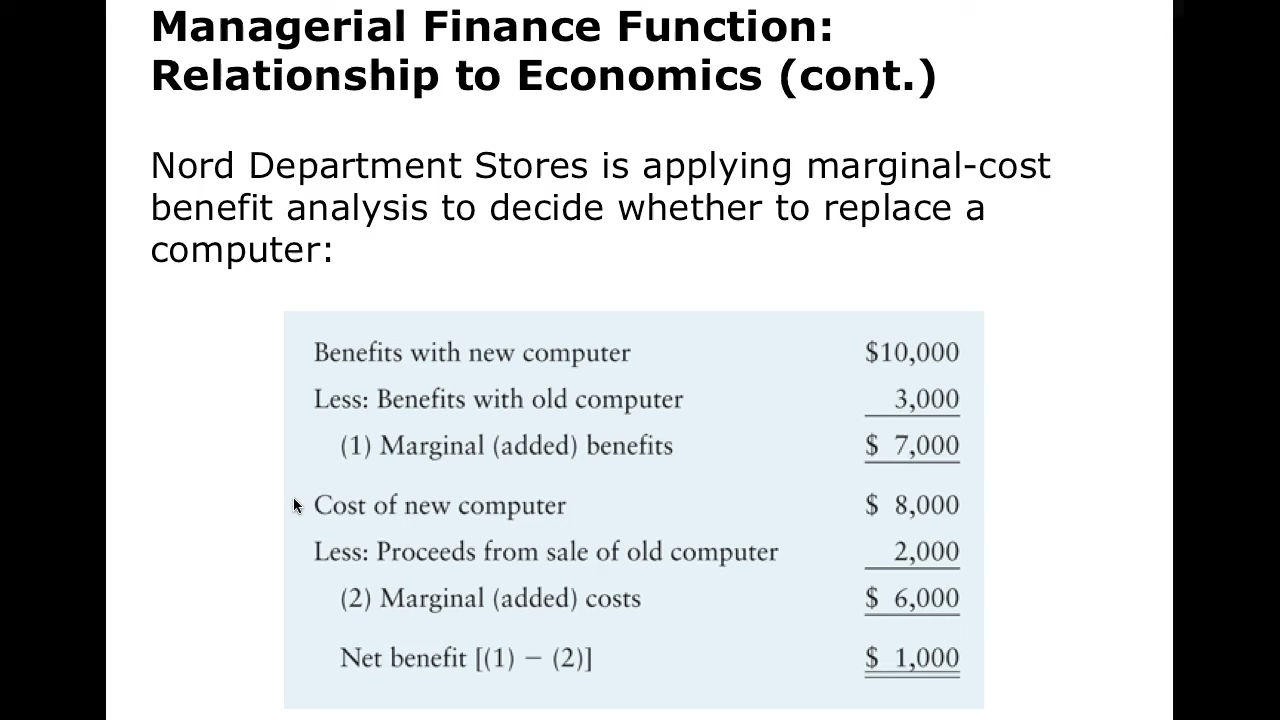 Managerial Finance Function:
Relationship to Economics (cont.)
Nord Department Stores is applying marginal-cost
benefit analysis to decide whether to replace a
computer:
Benefits with new computer $10,000
Less: Benefits with old computer 3,000
(1) Marginal (added) benefits $ 7,000
Cost of new computer $ 8,000
Less: Proceeds from sale of old computer 2,000
(2) Marginal (added) costs $ 6,000
Net benefit [(1) − (2)] $ 1,000